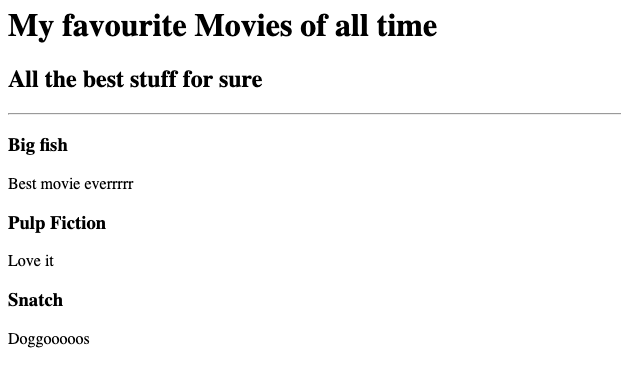 My favourite Movies of all time
All the best stuff for sure
Big fish
Best movie everrrrr
Pulp Fiction
Love it
Snatch
Doggooooos